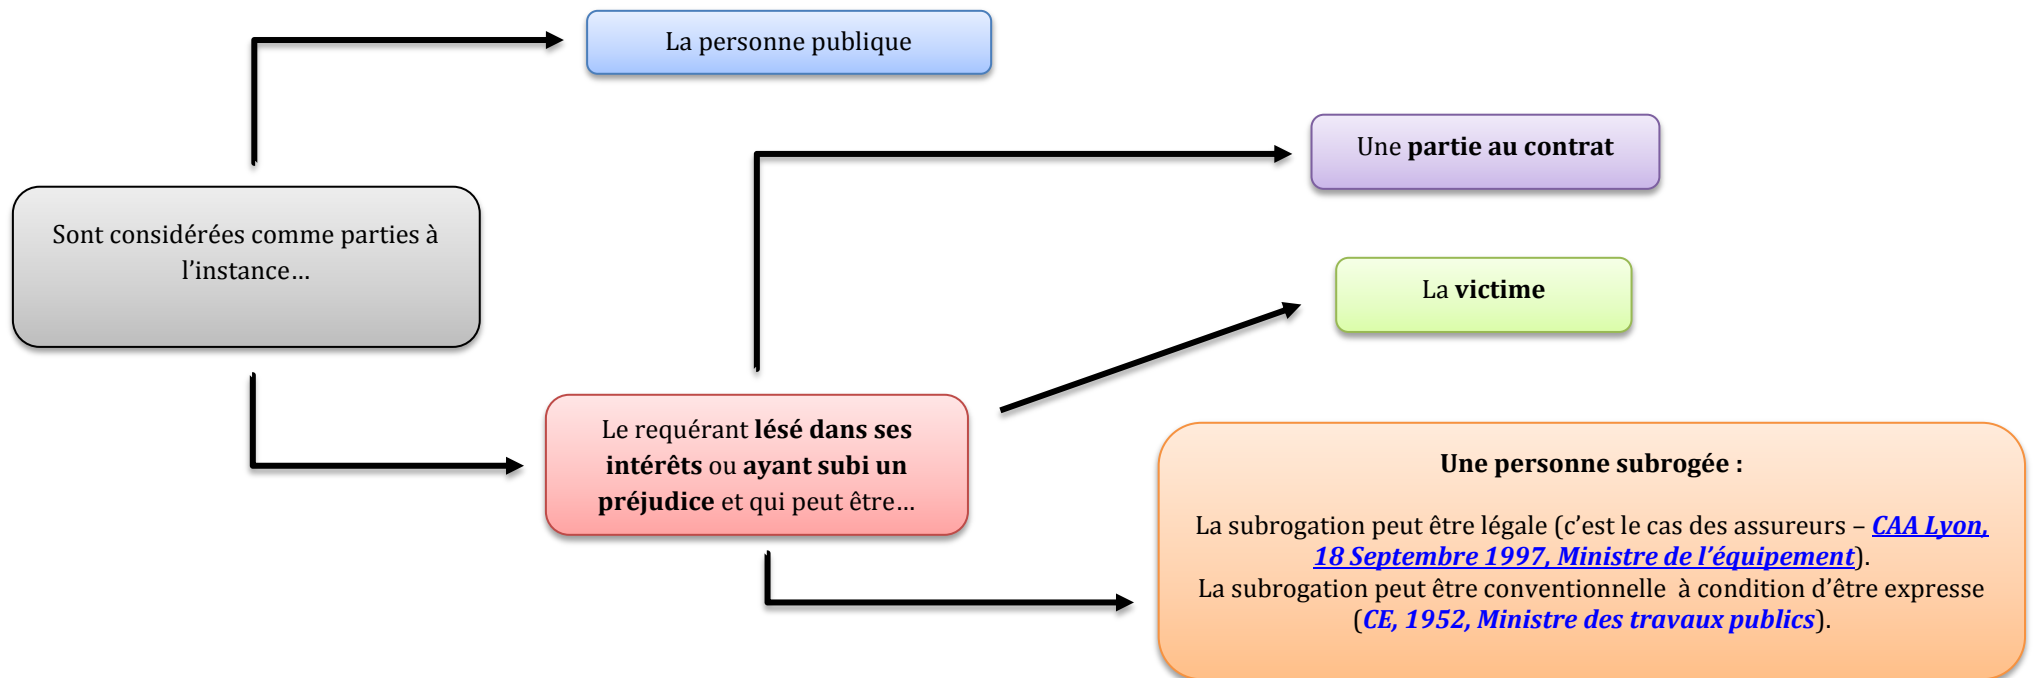 La personne publique
Une partie au contrat
Sont considérées comme parties à
l’instance…
La victime
Le requérant lésé dans ses
intérêts ou ayant subi un
préjudice et qui peut être…
Une personne subrogée :
La subrogation peut être légale (c’est le cas des assureurs – CAA Lyon,
18 Septembre 1997, Ministre de l’équipement).
La subrogation peut être conventionnelle  à condition d’être expresse
(CE, 1952, Ministre des travaux publics).